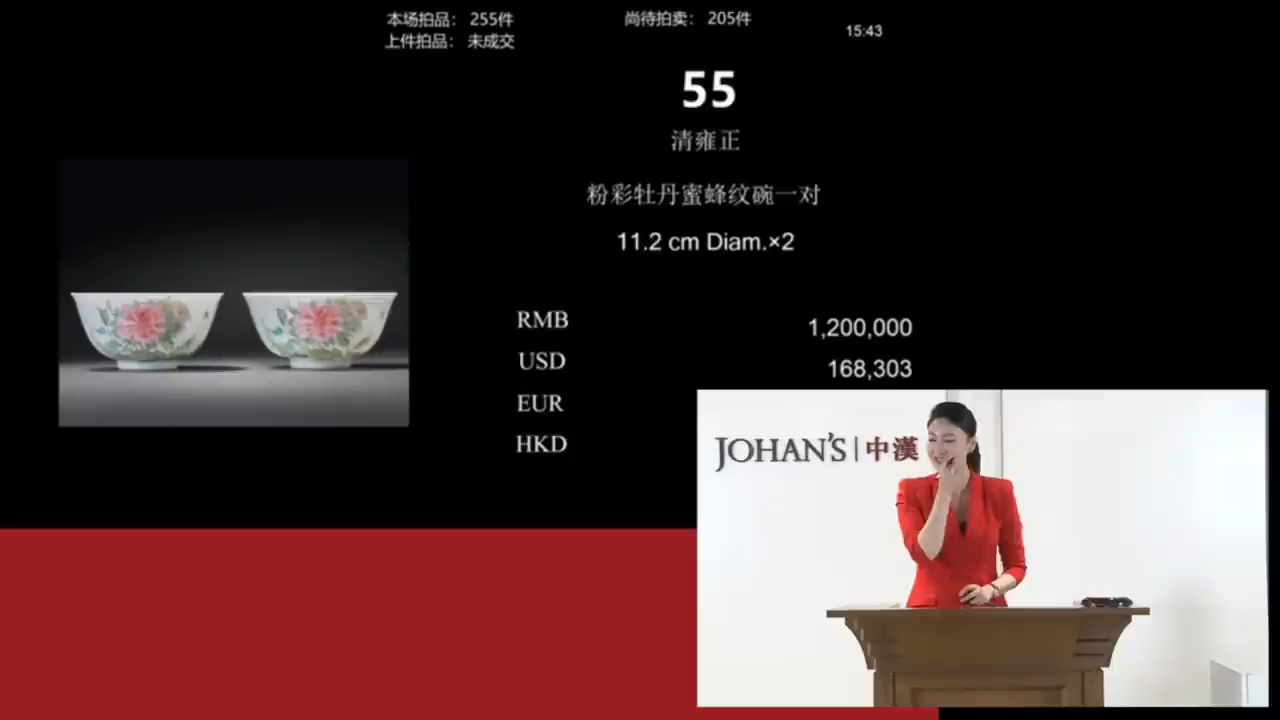 本场拍品： 255件
尚待拍卖： 205件
上件拍品： 未成交
15:43
55
清雍正
粉彩牡丹蜜蜂纹碗一对
11.2 cm Diam.×2
RMB 1,200,000
USD 168,303
EUR
HKD
JOHAN'S | 中漢